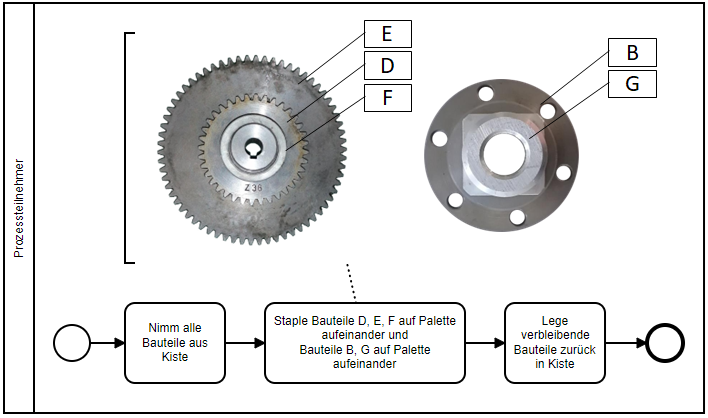 Prozessteilnehmer
E
D
F
B
G
Z 36
Nimm alle
Bauteile aus
Kiste
Staple Bauteile D, E, F auf Palette
aufeinander und
Bauteile B, G auf Palette
aufeinander
Lege
verbleibende
Bauteile zurück
in Kiste